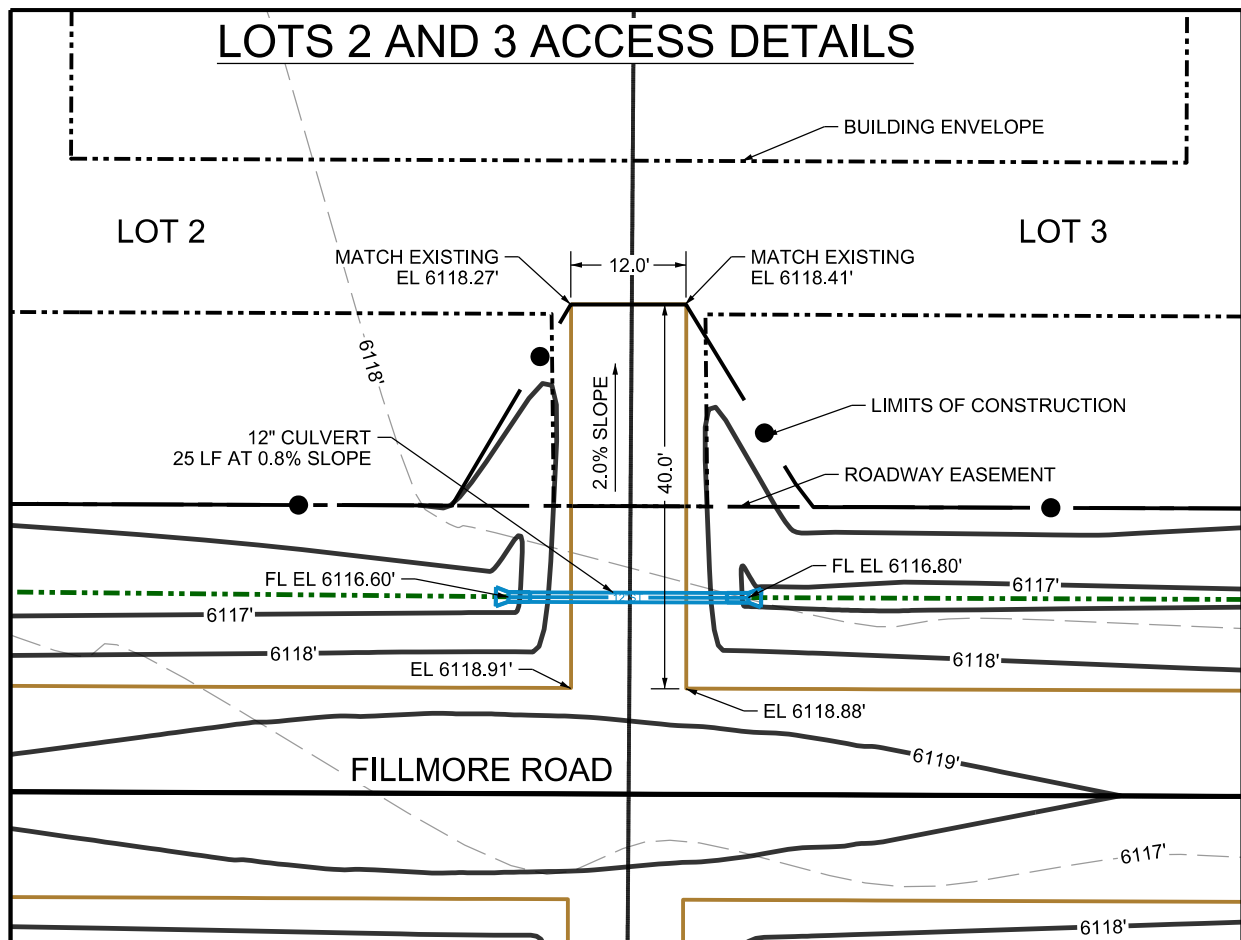 LOTS 2 AND 3 ACCESS DETAILS
BUILDING ENVELOPE
LOT 2
LOT 3
MATCH EXISTING
EL 6118.27'
12.0'
MATCH EXISTING
EL 6118.41'
6118'
2.0% SLOPE
40.0'
LIMITS OF CONSTRUCTION
12" CULVERT
25 LF AT 0.8% SLOPE
ROADWAY EASEMENT
FL EL 6116.60'
FL EL 6116.80'
6117'
6117'
6118'
6118'
EL 6118.91'
EL 6118.88'
6119'
FILLMORE ROAD
6117'
6118'